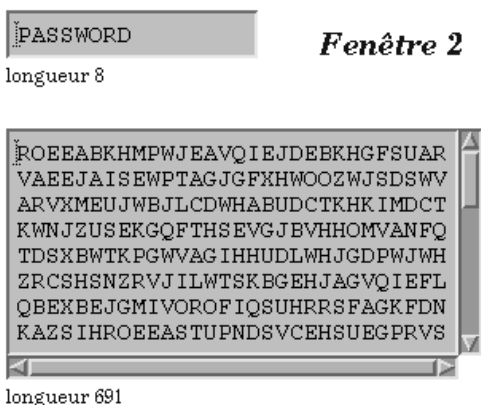 PASSWORD
Fenêtre 2
longueur 8
ROEEABKHMPWJEAVQIEJDEBKHGFSUAR
VAEEJAISEWPTAGJGFXHWOOZWJSDSWV
ARVXMEUJWBJLCDWHABUDCTKHKIMDCT
KWNJZUSEKGQFTHSEVGJBVHHOMVANFQ
TDSXBWTKPGWVAGIHHUDLWHJGDPWJWH
ZRCSHSNZRVJILWTSKBGEHJAGVQIEFL
QBEXBEJGMIVOROFIQSUHRRSFAGKFDN
KAZSIHROEEASTUPNDSVCEHSUEGPRVS
longueur 691